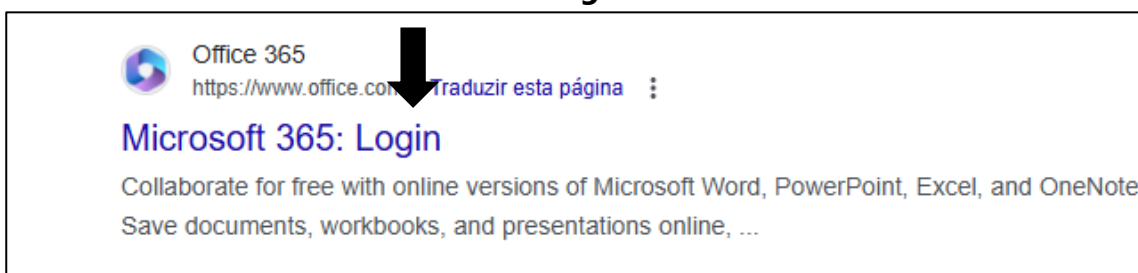 Office 365
https://www.office.com Traduzir esta página
Microsoft 365: Login
Collaborate for free with online versions of Microsoft Word, PowerPoint, Excel, and OneNote
Save documents, workbooks, and presentations online, ...